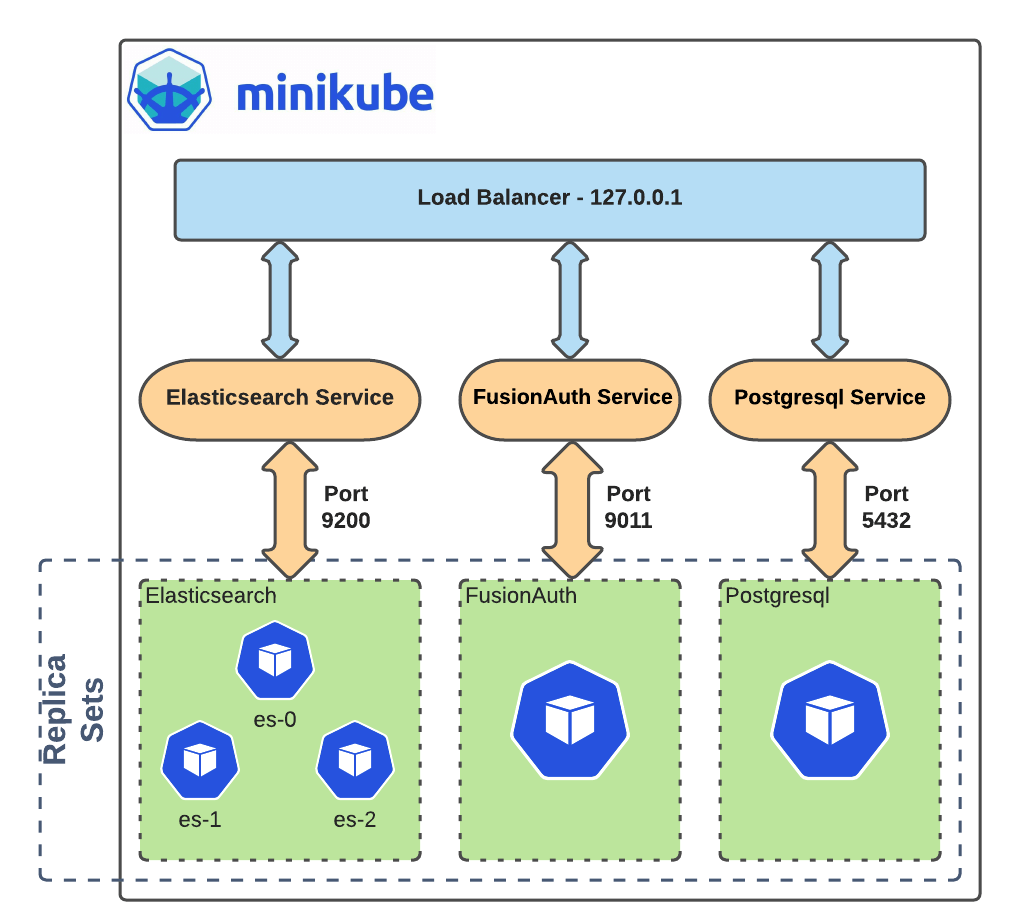 minikube
Load Balancer - 127.0.0.1
Elasticsearch Service
FusionAuth Service
Postgresql Service
Port
9200
Port
9011
Port
5432
Replica
Sets
Elasticsearch
FusionAuth
Postgresql
es-0
es-1
es-2